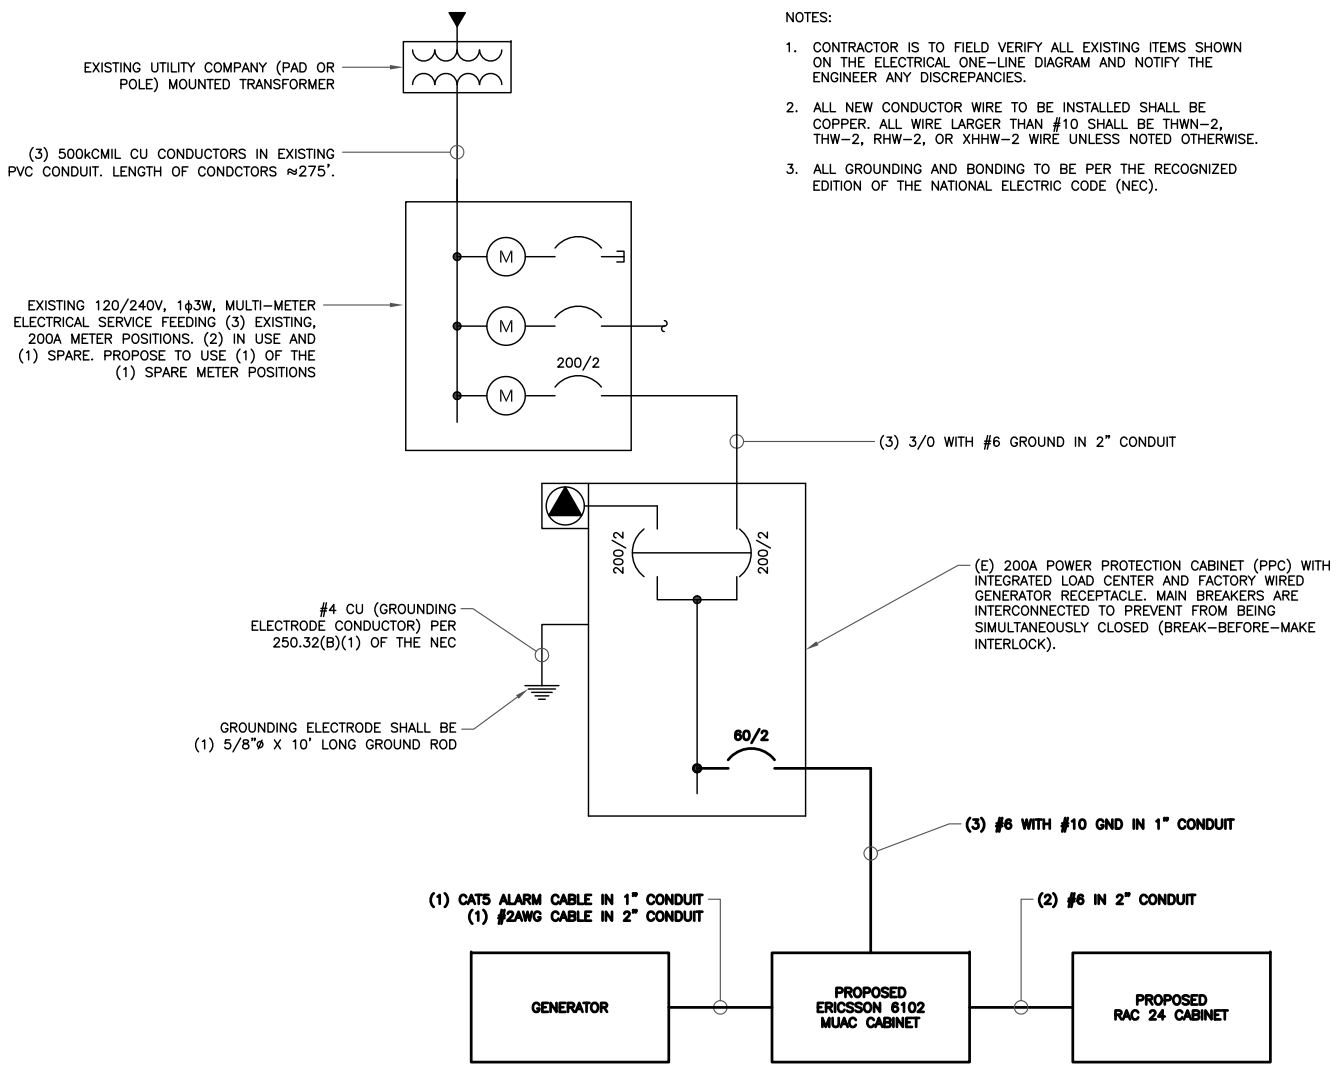 NOTES:
1. CONTRACTOR IS TO FIELD VERIFY ALL EXISTING ITEMS SHOWN
ON THE ELECTRICAL ONE-LINE DIAGRAM AND NOTIFY THE
ENGINEER ANY DISCREPANCIES.
2. ALL NEW CONDUCTOR WIRE TO BE INSTALLED SHALL BE
COPPER. ALL WIRE LARGER THAN #10 SHALL BE THWN-2,
THW-2, RHW-2, OR XHHW-2 WIRE UNLESS NOTED OTHERWISE.
3. ALL GROUNDING AND BONDING TO BE PER THE RECOGNIZED
EDITION OF THE NATIONAL ELECTRIC CODE (NEC).
EXISTING UTILITY COMPANY (PAD OR
POLE) MOUNTED TRANSFORMER
(3) 500kCMIL CU CONDUCTORS IN EXISTING
PVC CONDUIT. LENGTH OF CONDCTORS ≈275'.
EXISTING 120/240V, 1ϕ3W, MULTI-METER
ELECTRICAL SERVICE FEEDING (3) EXISTING,
200A METER POSITIONS. (2) IN USE AND
(1) SPARE. PROPOSE TO USE (1) OF THE
(1) SPARE METER POSITIONS
M
M
200/2
M
(3) 3/0 WITH #6 GROUND IN 2" CONDUIT
200/2
200/2
(E) 200A POWER PROTECTION CABINET (PPC) WITH
INTEGRATED LOAD CENTER AND FACTORY WIRED
GENERATOR RECEPTACLE. MAIN BREAKERS ARE
INTERCONNECTED TO PREVENT FROM BEING
SIMULTANEOUSLY CLOSED (BREAK-BEFORE-MAKE
INTERLOCK).
#4 CU (GROUNDING
ELECTRODE CONDUCTOR) PER
250.32(B)(1) OF THE NEC
GROUNDING ELECTRODE SHALL BE
(1) 5/8"ø X 10' LONG GROUND ROD
60/2
(3) #6 WITH #10 GND IN 1" CONDUIT
(1) CAT5 ALARM CABLE IN 1" CONDUIT
(1) #2AWG CABLE IN 2" CONDUIT
(2) #6 IN 2" CONDUIT
GENERATOR
PROPOSED
ERICSSON 6102
MUAC CABINET
PROPOSED
RAC 24 CABINET